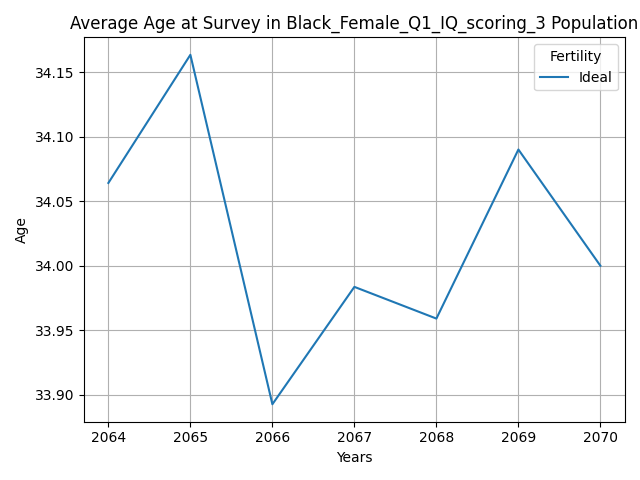 Average Age at Survey in Black_Female_Q1_IQ_scoring_3 Population
Fertility
Ideal
34.15
34.10
34.05
34.00
33.95
33.90
Age
2064 2065 2066 2067 2068 2069 2070
Years